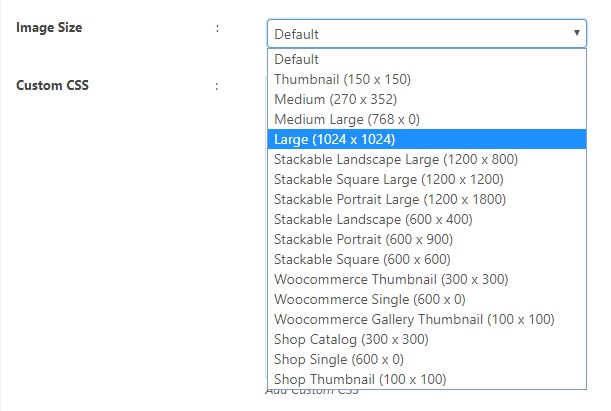 Image Size : Default
Default
Custom CSS :
Thumbnail (150 x 150)
Medium (270 x 352)
Medium Large (768 x 0)
Large (1024 x 1024)
Stackable Landscape Large (1200 x 800)
Stackable Square Large (1200 x 1200)
Stackable Portrait Large (1200 x 1800)
Stackable Landscape (600 x 400)
Stackable Portrait (600 x 900)
Stackable Square (600 x 600)
Woocommerce Thumbnail (300 x 300)
Woocommerce Single (600 x 0)
Woocommerce Gallery Thumbnail (100 x 100)
Shop Catalog (300 x 300)
Shop Single (600 x 0)
Shop Thumbnail (100 x 100)
Add Custom CSS